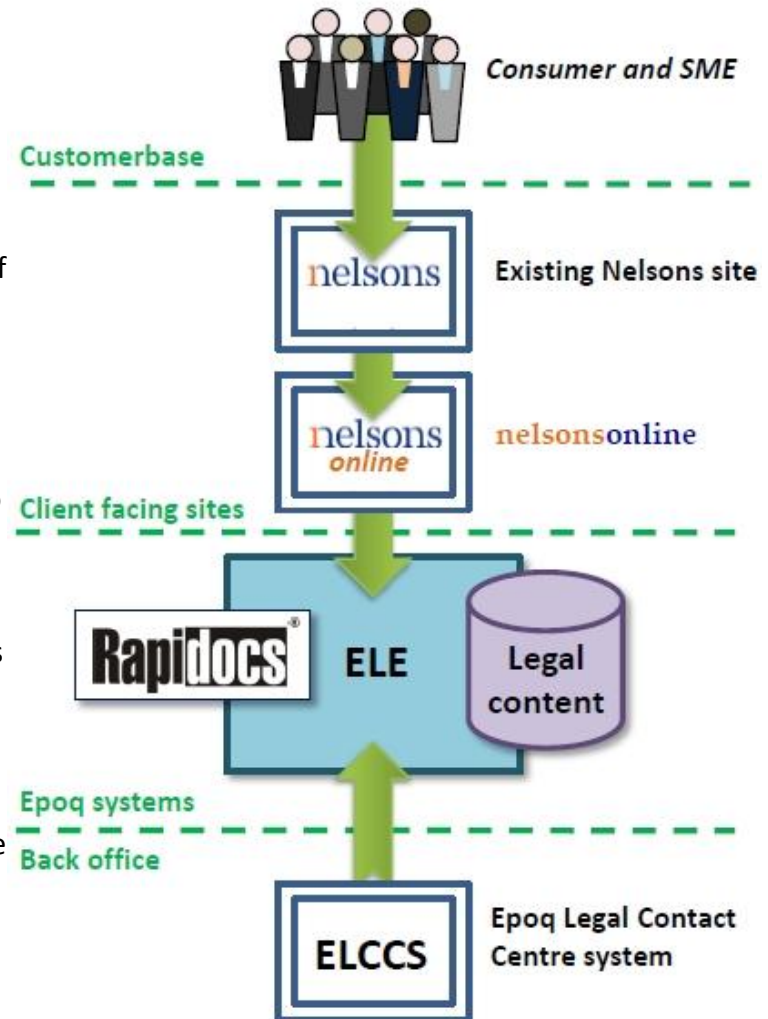 Consumer and SME
Customerbase
of
nelsons
Existing Nelsons site
nelsons
online
nelsonsonline
Client facing sites
Rapidocs®
ELE
Legal
content
s
Epoq systems
e
Back office
ELCCS
Epoq Legal Contact
Centre system